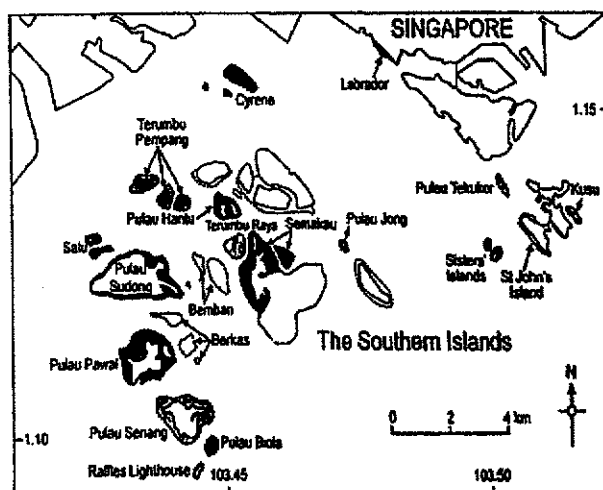 SINGAPORE
Labrador
Cyrene
1.15
Terumbu
Pempang
Pulau Tekukor
Kusu
Pulau Hantu
Terumbu Raya
Semakau
Pulau Jong
Satu
Pulau
Sudong
Sisters'
Islands
St John's
Island
Bemban
Berkas
The Southern Islands
Pulau Pawai
N
0 2 4 km
Pulau Senang
Pulau Biola
1.10
Raffles Lighthouse
103.45
103.50